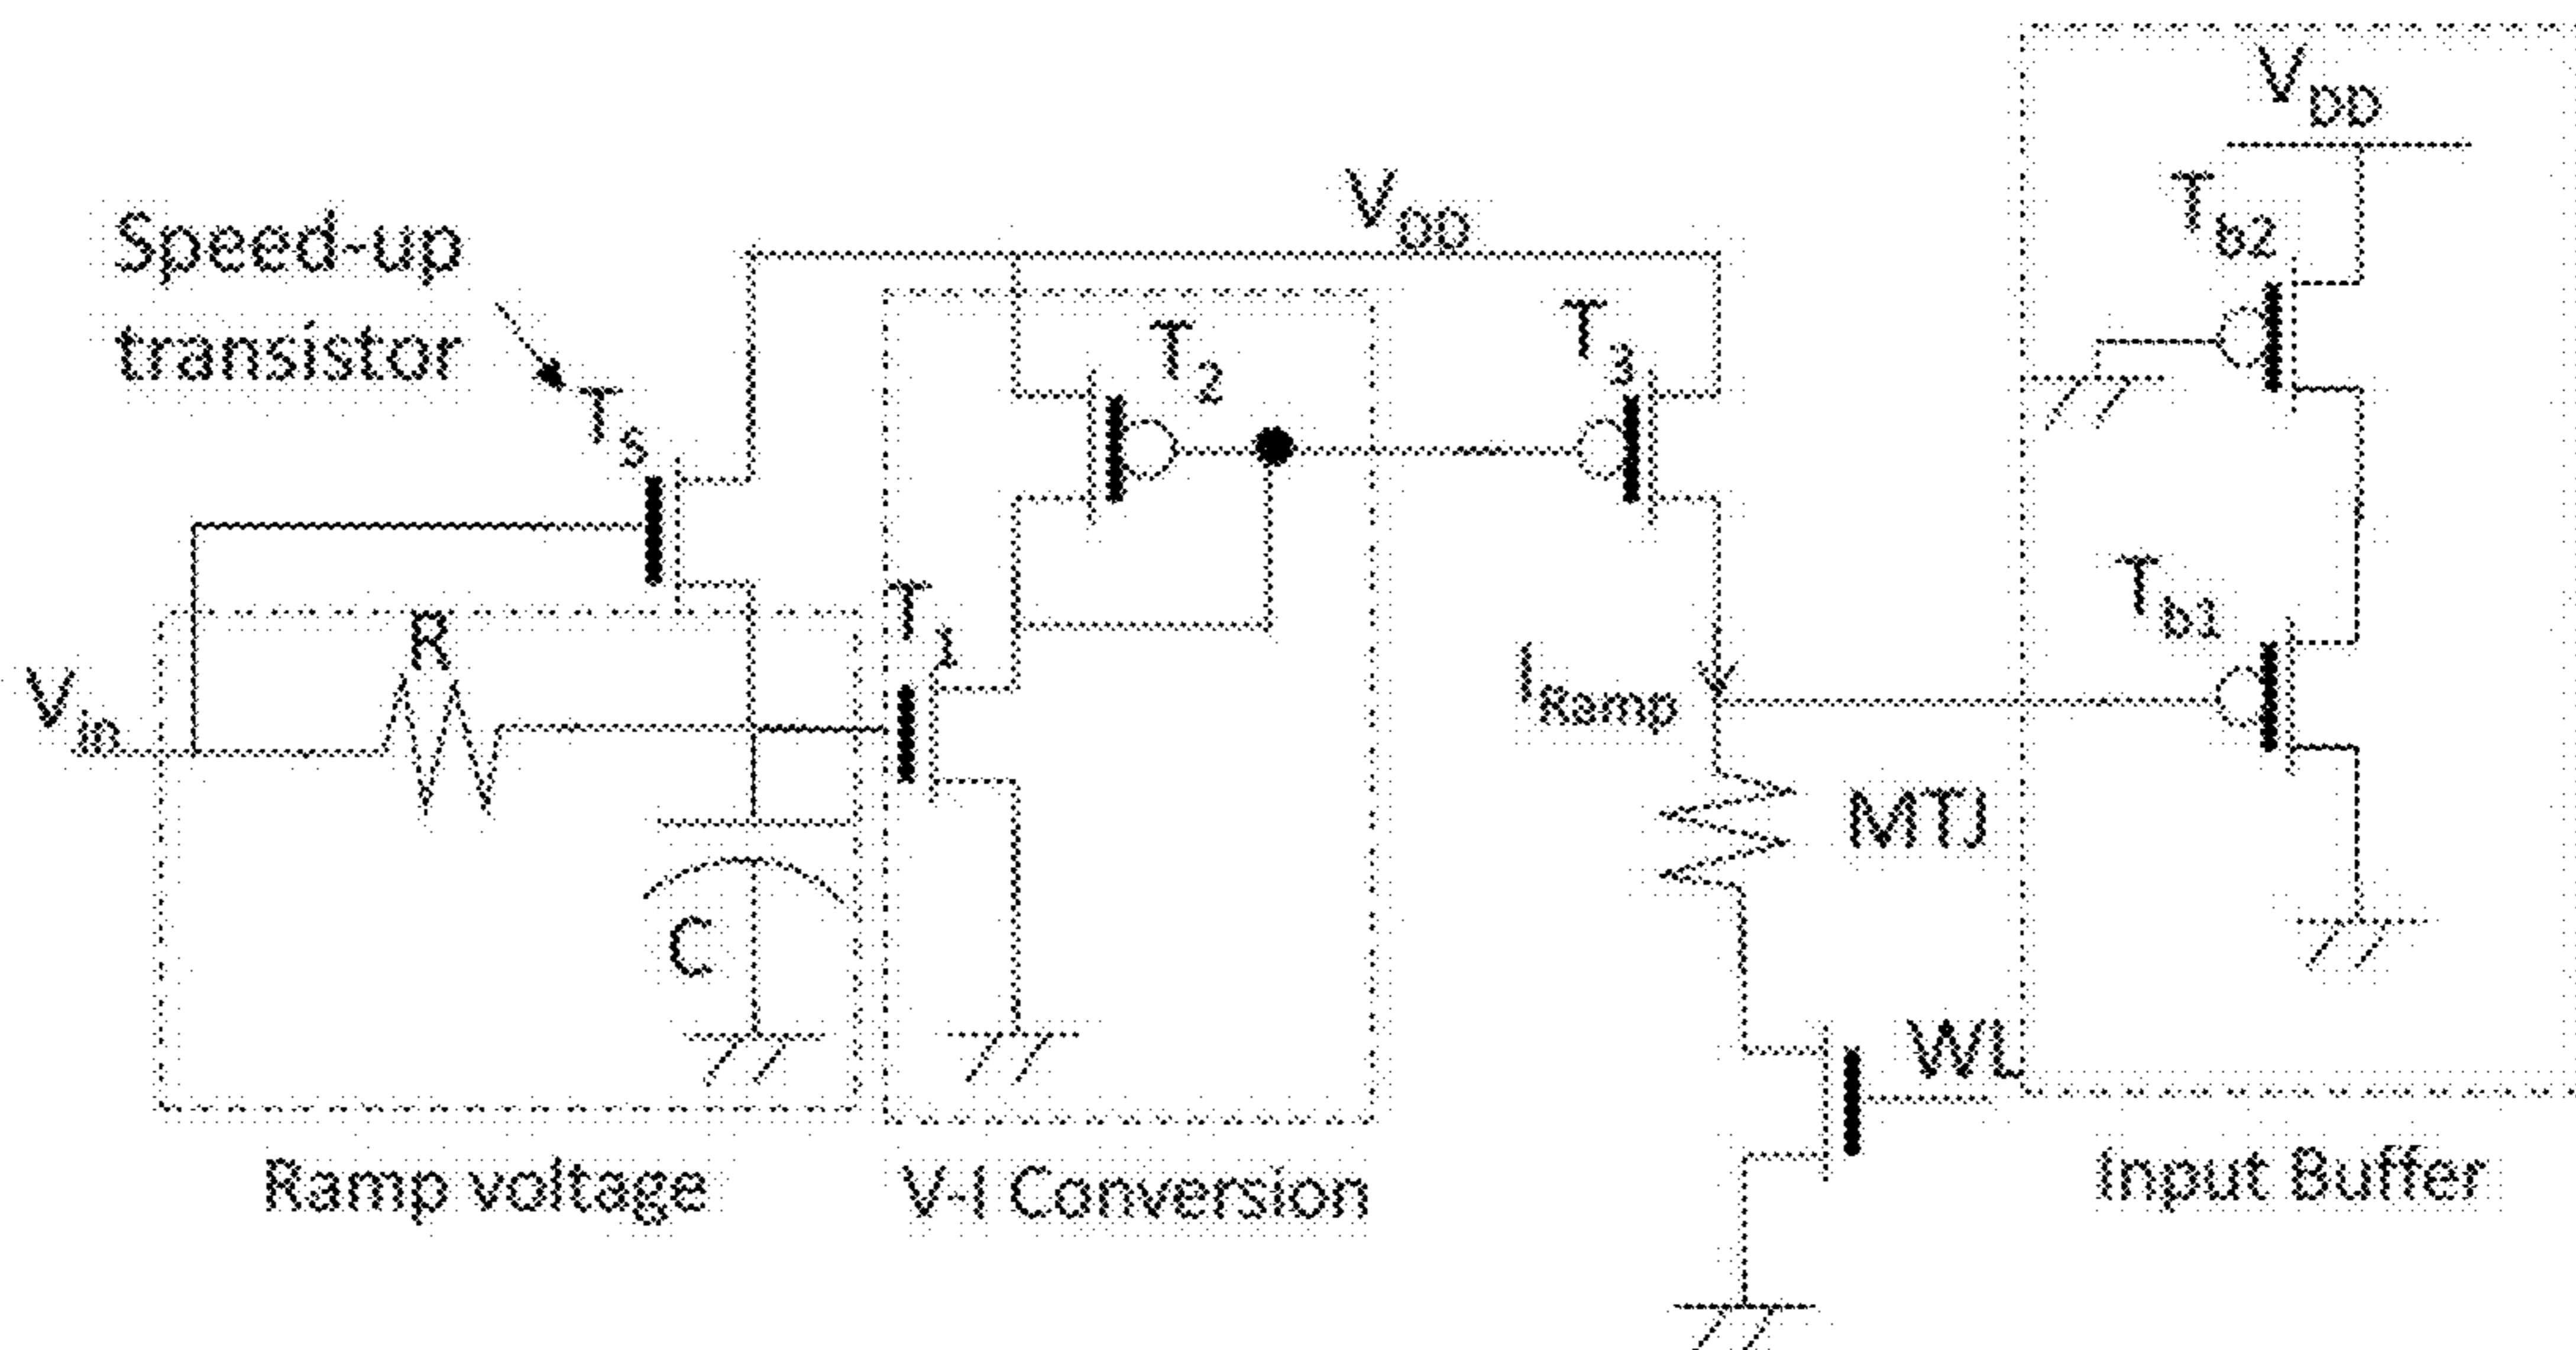 V_DD
T_b2
V_DD
Speed-up
transistor
T_S
T_2
T_3
T_b1
T_1
R
V_in
I_Ramp
MTJ
C
WL
Ramp voltage
V-I Conversion
Input Buffer